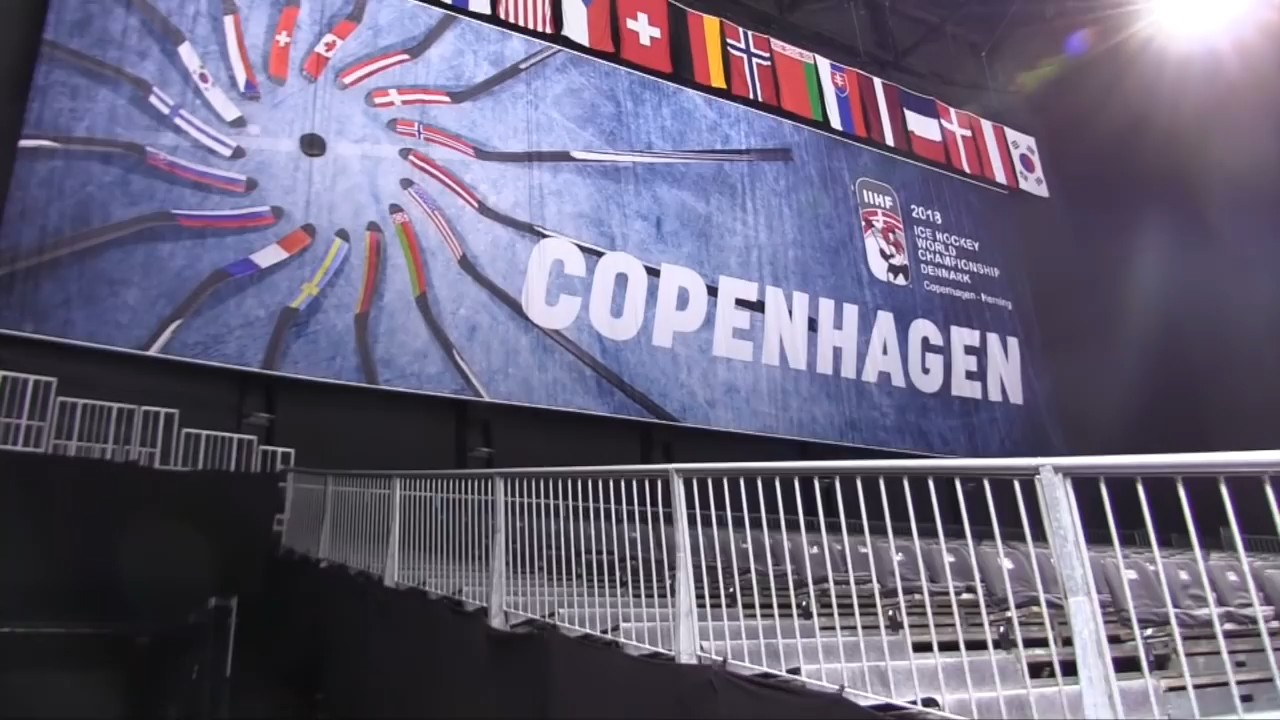 IIHF
2018
ICE HOCKEY
WORLD
CHAMPIONSHIP
DENMARK
Copenhagen - Herning
COPENHAGEN